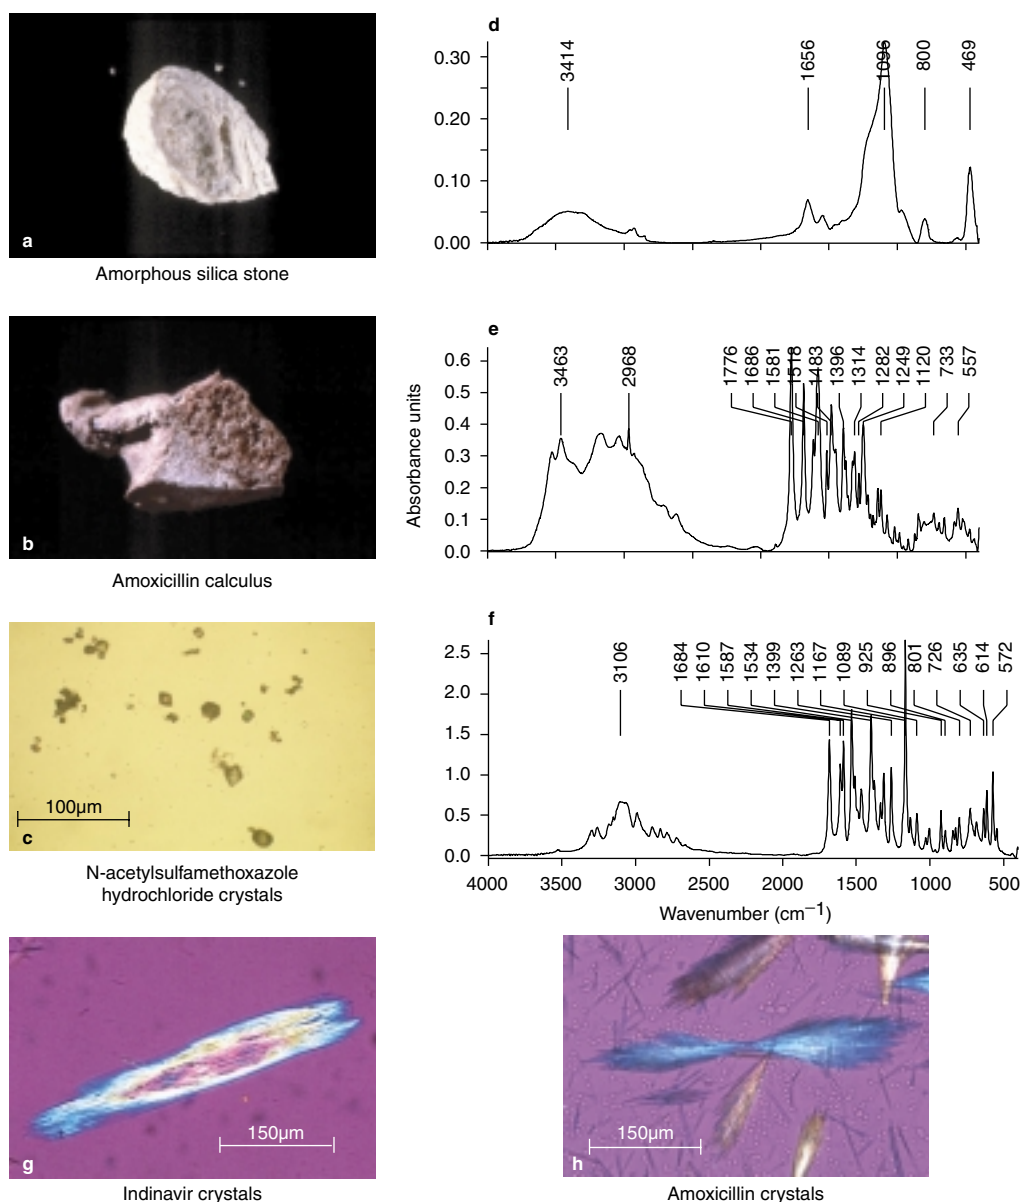 a
Amorphous silica stone
b
Amoxicillin calculus
100µm
c
N-acetylsulfamethoxazole
hydrochloride crystals
d
0.30
0.20
0.10
0.00
3414
1656
1096
800
469
e
Absorbance units
0.6
0.5
0.4
0.3
0.2
0.1
0.0
3463
2968
1776
1686
1581
1518
1483
1396
1314
1282
1249
1120
733
557
f
2.5
2.0
1.5
1.0
0.5
0.0
3106
1684
1610
1587
1534
1399
1263
1167
1089
925
896
801
726
635
614
572
4000 3500 3000 2500 2000 1500 1000 500
Wavenumber (cm–1)
150µm
g
Indinavir crystals
150µm
h
Amoxicillin crystals